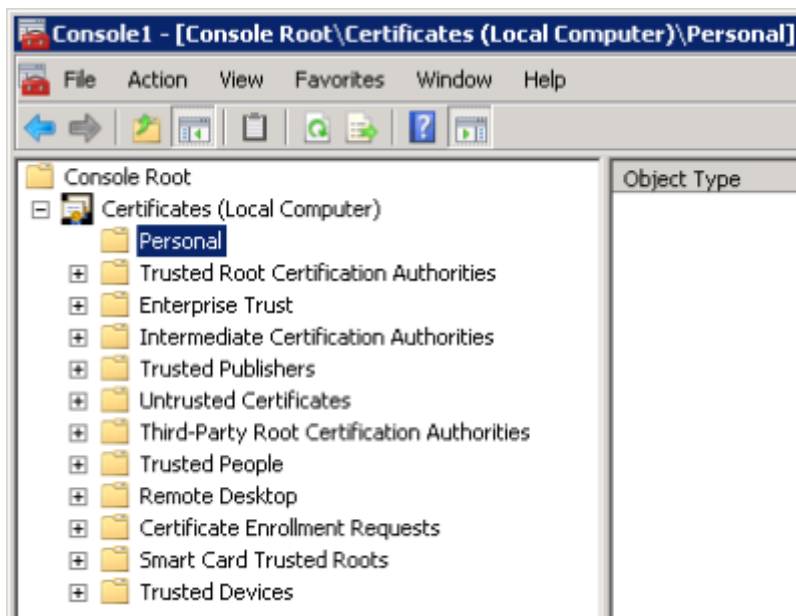 Console1 - [Console Root\Certificates (Local Computer)\Personal]
File Action View Favorites Window Help
Console Root
Object Type
Certificates (Local Computer)
Personal
Trusted Root Certification Authorities
Enterprise Trust
Intermediate Certification Authorities
Trusted Publishers
Untrusted Certificates
Third-Party Root Certification Authorities
Trusted People
Remote Desktop
Certificate Enrollment Requests
Smart Card Trusted Roots
Trusted Devices